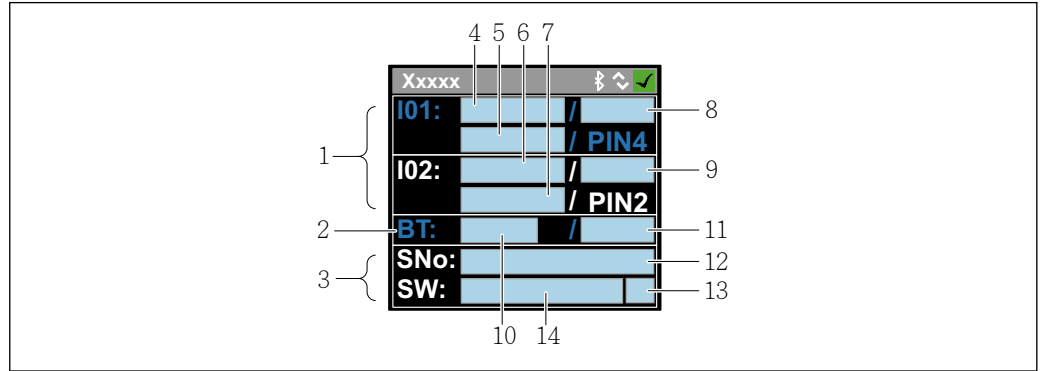 4 5 6 7
Xxxxx
I01: / 8
/ PIN4
1
I02: / 9
/ PIN2
2 BT: / 11
SNo: 12
3
SW: 13
10 14